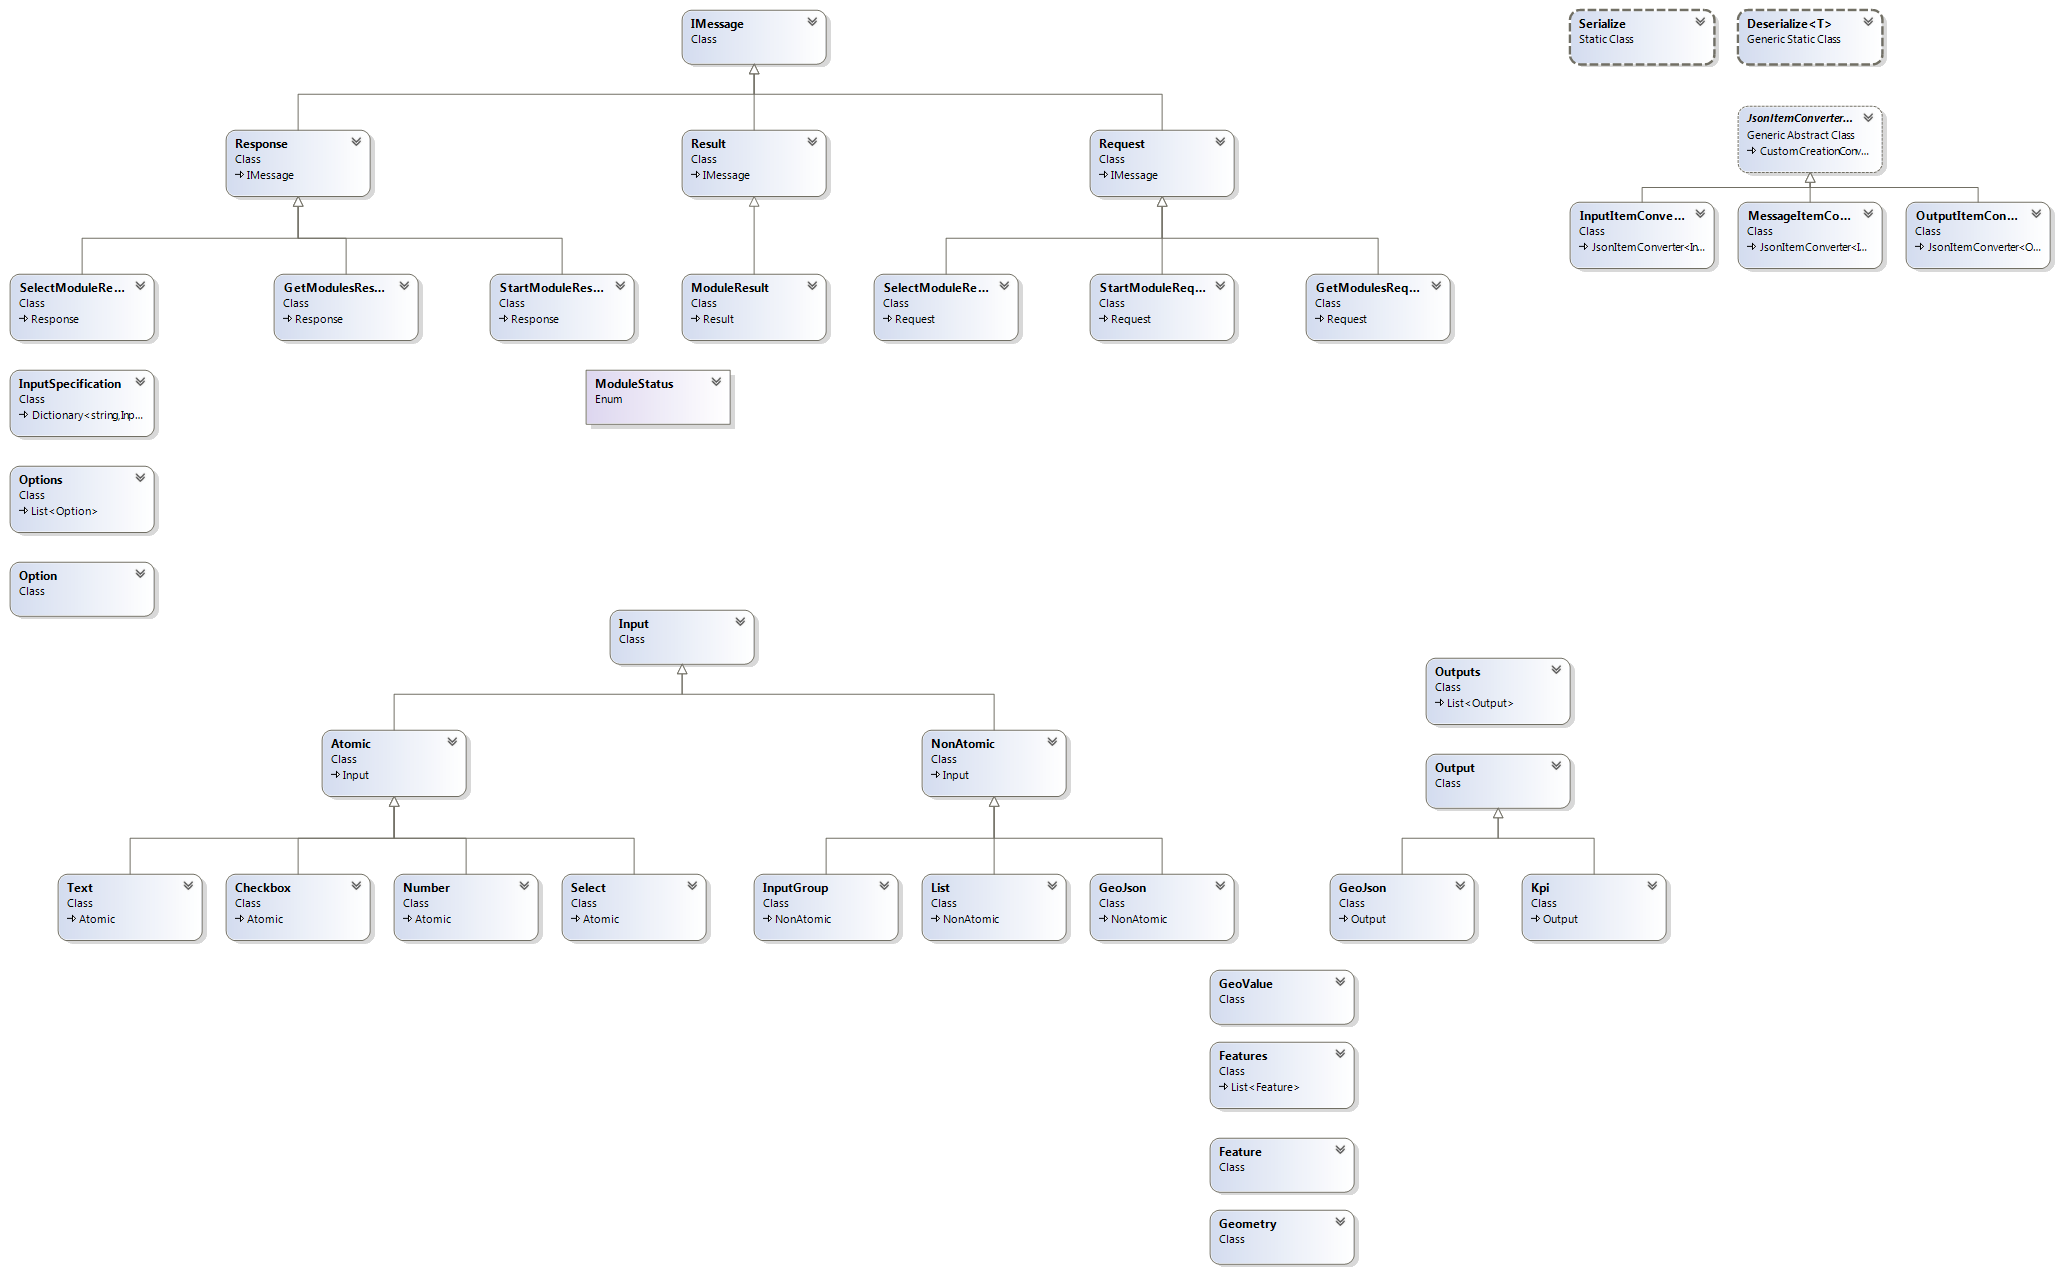 IMessage
Class
Serialize
Static Class
Deserialize<T>
Generic Static Class
JsonItemConverter...
Generic Abstract Class
CustomCreationConv...
Response
Class
IMessage
Result
Class
IMessage
Request
Class
IMessage
InputItemConve...
Class
JsonItemConverter<In...
MessageItemCo...
Class
JsonItemConverter<I...
OutputItemCon...
Class
JsonItemConverter<O...
SelectModuleRe...
Class
Response
GetModulesRes...
Class
Response
StartModuleRes...
Class
Response
ModuleResult
Class
Result
SelectModuleRe...
Class
Request
StartModuleReq...
Class
Request
GetModulesReq...
Class
Request
InputSpecification
Class
Dictionary<string,Inp...
ModuleStatus
Enum
Options
Class
List<Option>
Option
Class
Input
Class
Outputs
Class
List<Output>
Atomic
Class
Input
NonAtomic
Class
Input
Output
Class
Text
Class
Atomic
Checkbox
Class
Atomic
Number
Class
Atomic
Select
Class
Atomic
InputGroup
Class
NonAtomic
List
Class
NonAtomic
GeoJson
Class
NonAtomic
GeoJson
Class
Output
Kpi
Class
Output
GeoValue
Class
Features
Class
List<Feature>
Feature
Class
Geometry
Class